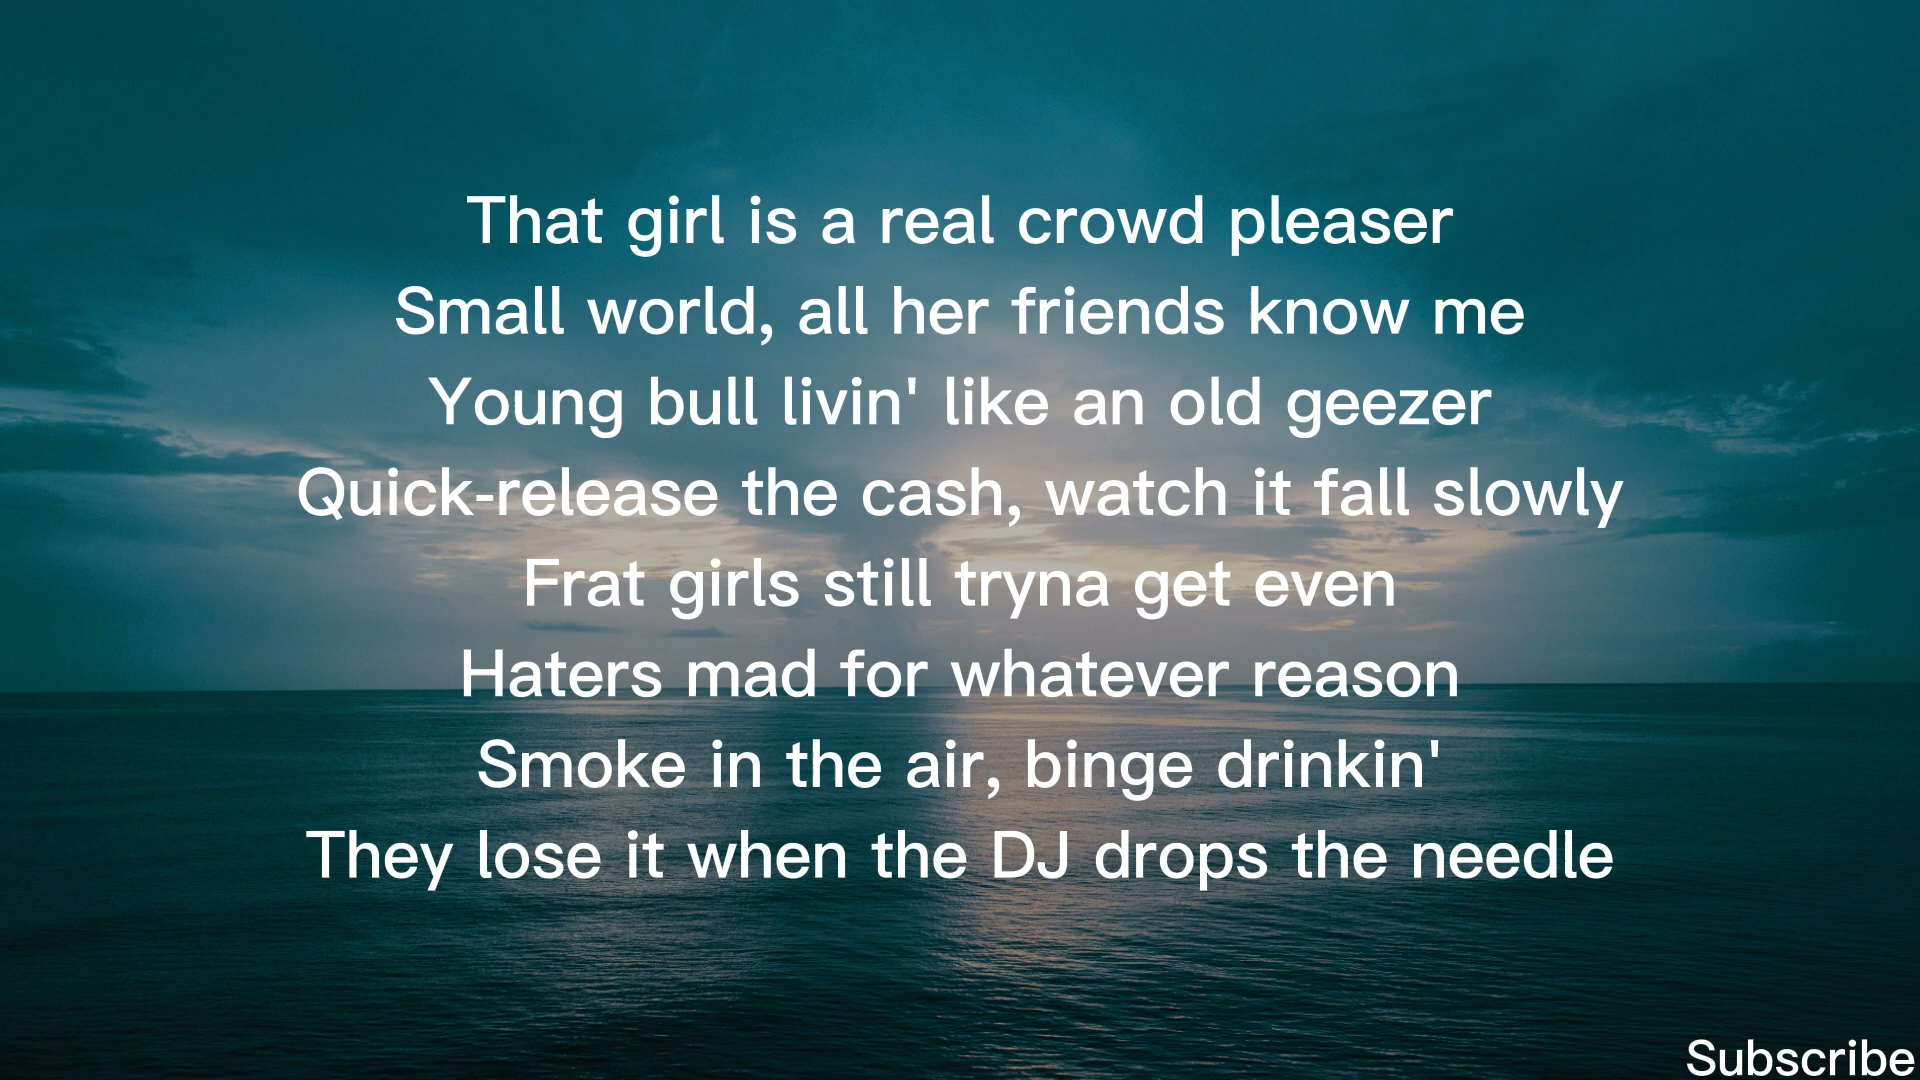 That girl is a real crowd pleaser
Small world, all her friends know me
Young bull livin' like an old geezer
Quick-release the cash, watch it fall slowly
Frat girls still tryna get even
Haters mad for whatever reason
Smoke in the air, binge drinkin'
They lose it when the DJ drops the needle
Subscribe